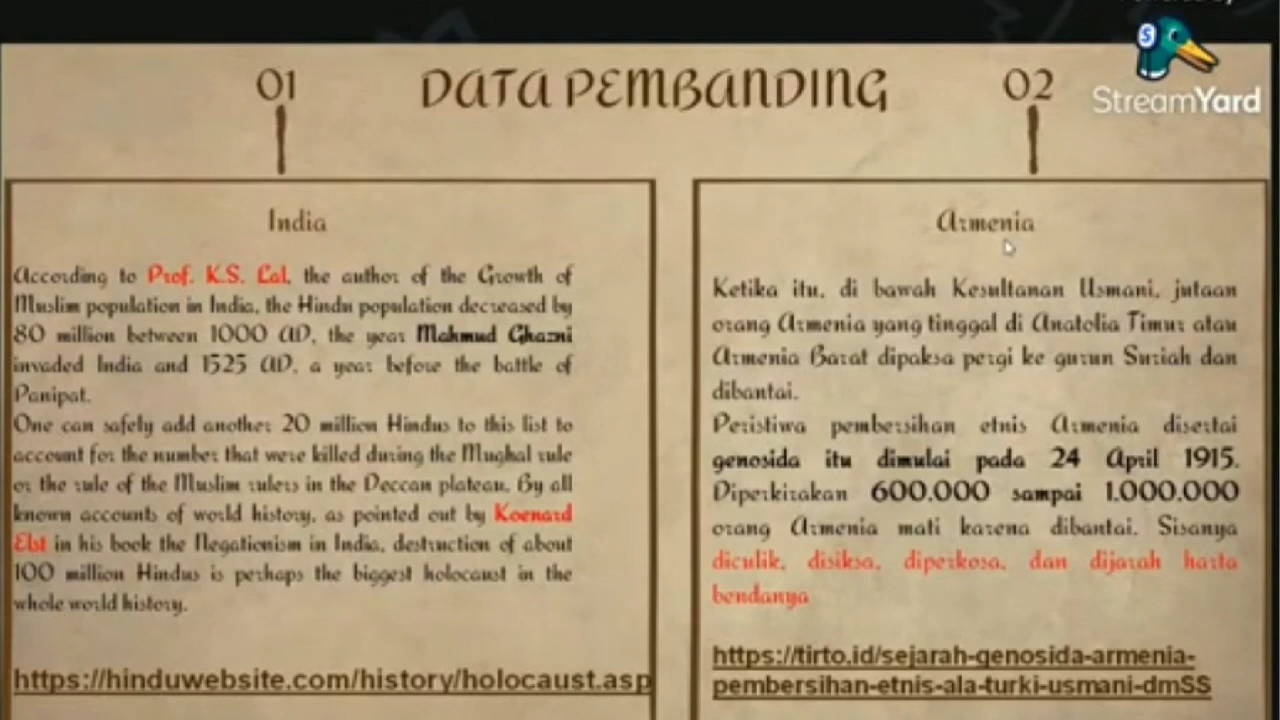 01
DATA PEMBANDING
02
StreamYard
India
According to Prof. K.S. Lal, the author of the Growth of
Muslim population in India, the Hindu population decreased by
80 million between 1000 AD, the year Mahmud Ghazni
invaded India and 1525 AD, a year before the battle of
Panipat.
One can safely add another 20 million Hindus to this list to
account for the number that were killed during the Mughal rule
or the rule of the Muslim rulers in the Deccan plateau. By all
known accounts of world history, as pointed out by Koenard
Elst in his book the Negationism in India, destruction of about
100 million Hindus is perhaps the biggest holocaust in the
whole world history.
https://hinduwebsite.com/history/holocaust.asp
Armenia
Ketika itu, di bawah Kesultanan Usmani, jutaan
orang Armenia yang tinggal di Anatolia Timur atau
Armenia Barat dipaksa pergi ke gurun Suriah dan
dibantai.
Peristiwa pembersihan etnis Armenia disertai
genosida itu dimulai pada 24 April 1915.
Diperkirakan 600.000 sampai 1.000.000
orang Armenia mati karena dibantai. Sisanya
diculik, disiksa, diperkosa, dan dijarah harta
bendanya
https://tirto.id/sejarah-genosida-armenia-
pembersihan-etnis-ala-turki-usmani-dmSS